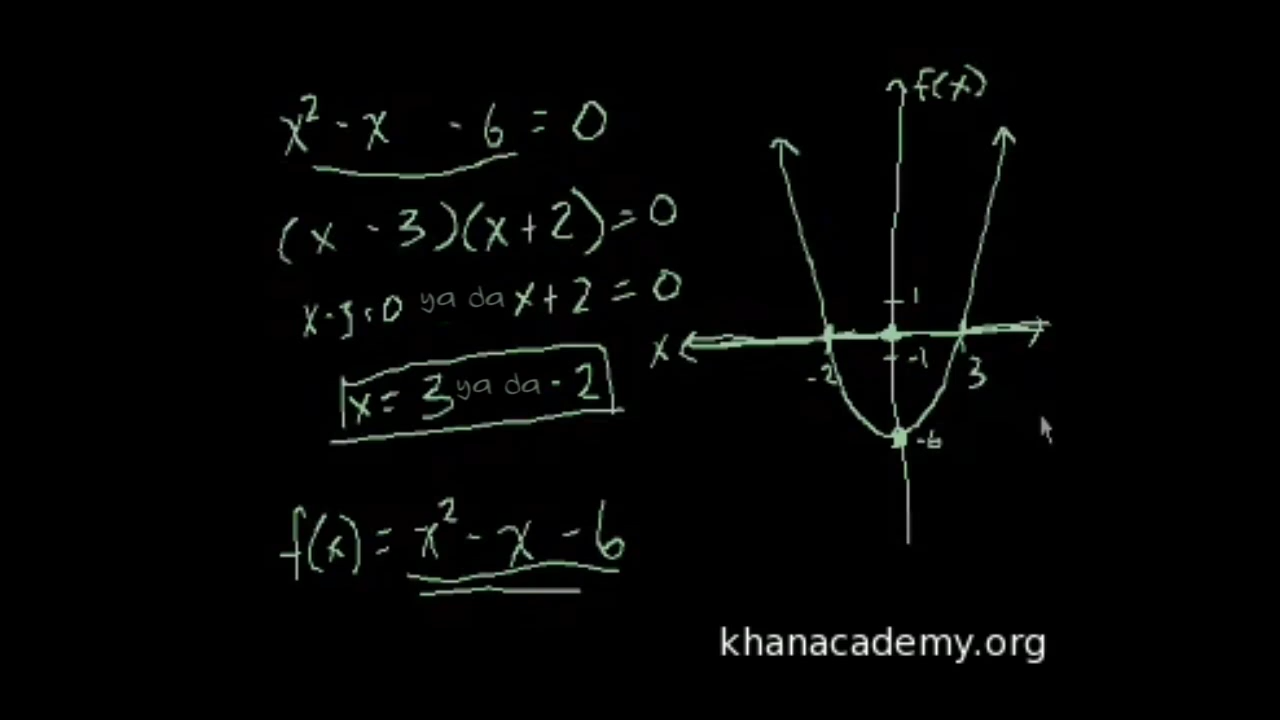 x² - x - 6 = 0
(x - 3)(x + 2) = 0
x - 3 = 0 ya da x + 2 = 0
x = 3 ya da - 2
f(x) = x² - x - 6
f(x)
1
x
-1
-2
3
-6
khanacademy.org